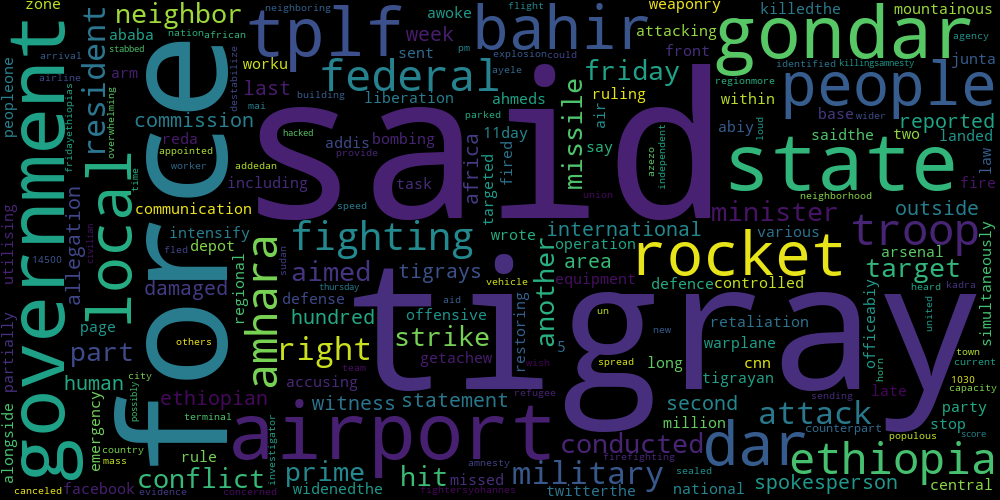 zone
neighbor
neighboring
flight
weaponry
killedthe
mountainous
ababa
nation
african
awoke
week
tplf
bahir
attacking
gondar
few
arrival
stabbed
worku
sent
pm
explosion
could
front
identified
killingsamnesty
agency
junta
government
resident
force
federal
ayele
friday
people
airline
last
building
liberation
ahmeds
missile
ruling
within
regionmore
base
wider
peopleone
fridayethiopias
arm
destabilize
mai
commission
said
air
abiy
reported
overwhelming
hacked
parked
11day
fired
say
loud
saidthe
two
landed
reda
addis
bombing
africa
targeted
azezo
independent
state
law
appointed
provide
worker
addedan
task
fire
local
time
including
union
neighborhood
utilising
allegation
communication
speed
wrote
international
minister
outside
intensify
fighting
operation
various
troop
simultaneously
civilian
14500
fled
depot
amhara
sudan
another
area
rocket
arsenal
damaged
regional
aimed
tigrays
equipment
target
thursday
vehicle
defence
controlled
heard
kadra
partially
defense
aid
tigray
page
hundred
offensive
restoring
un
new
retaliation
officeabiy
united
others
strike
warplane
part
right
getachew
5
spread
long
cnn
town
current
human
city
team
wish
tigrayan
horn
1030
capacity
possibly
accusing
refugee
sending
late
ethiopian
witness
statement
second
attack
party
emergency
terminal
airport
million
counterpart
stop
alongside
country
mass
rule
investigator
conducted
dar
populous
score
conflict
prime
hit
amnesty
missed
military
firefighting
sealed
ethiopia
canceled
facebook
evidence
concerned
widenedthe
fightersyohannes
twitterthe
national
spokesperson
central